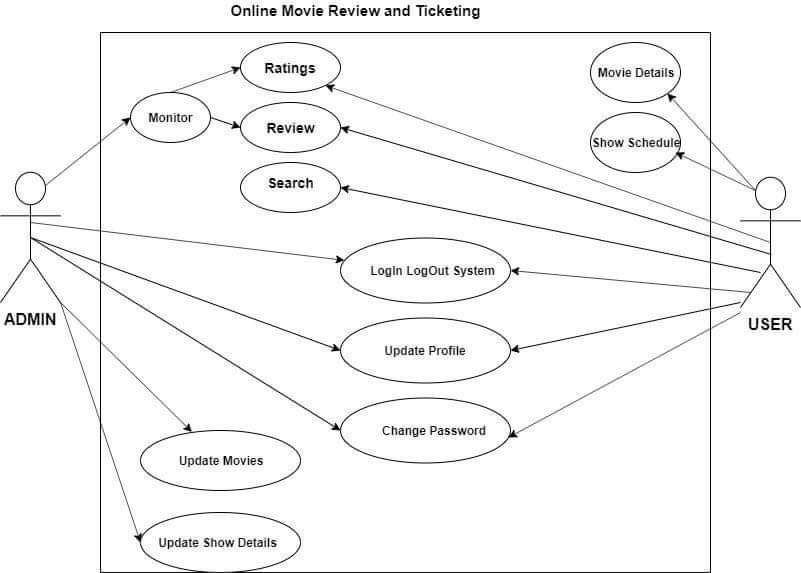 Online Movie Review and Ticketing
Ratings
Movie Details
Monitor
Review
Show Schedule
Search
LogIn LogOut System
ADMIN
USER
Update Profile
Change Password
Update Movies
Update Show Details